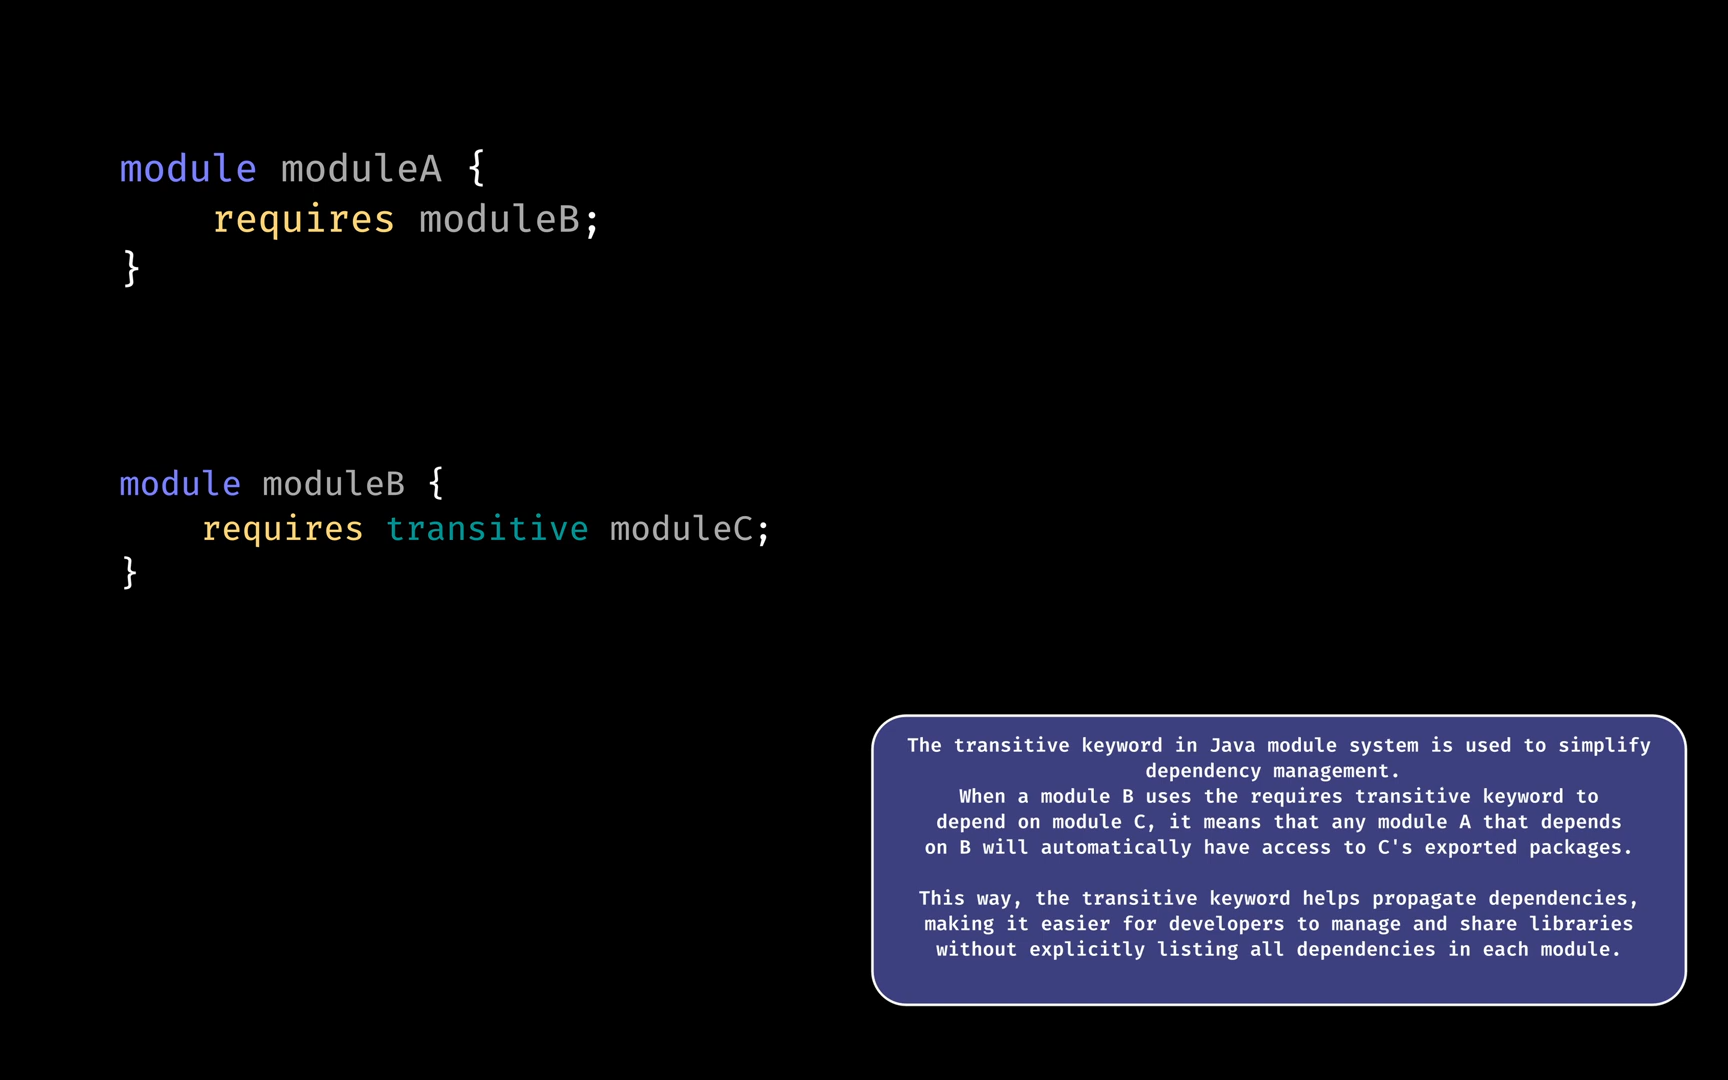 module moduleA {
requires moduleB;
}
module moduleB {
requires transitive moduleC;
}
The transitive keyword in Java module system is used to simplify
dependency management.
When a module B uses the requires transitive keyword to
depend on module C, it means that any module A that depends
on B will automatically have access to C's exported packages.
This way, the transitive keyword helps propagate dependencies,
making it easier for developers to manage and share libraries
without explicitly listing all dependencies in each module.